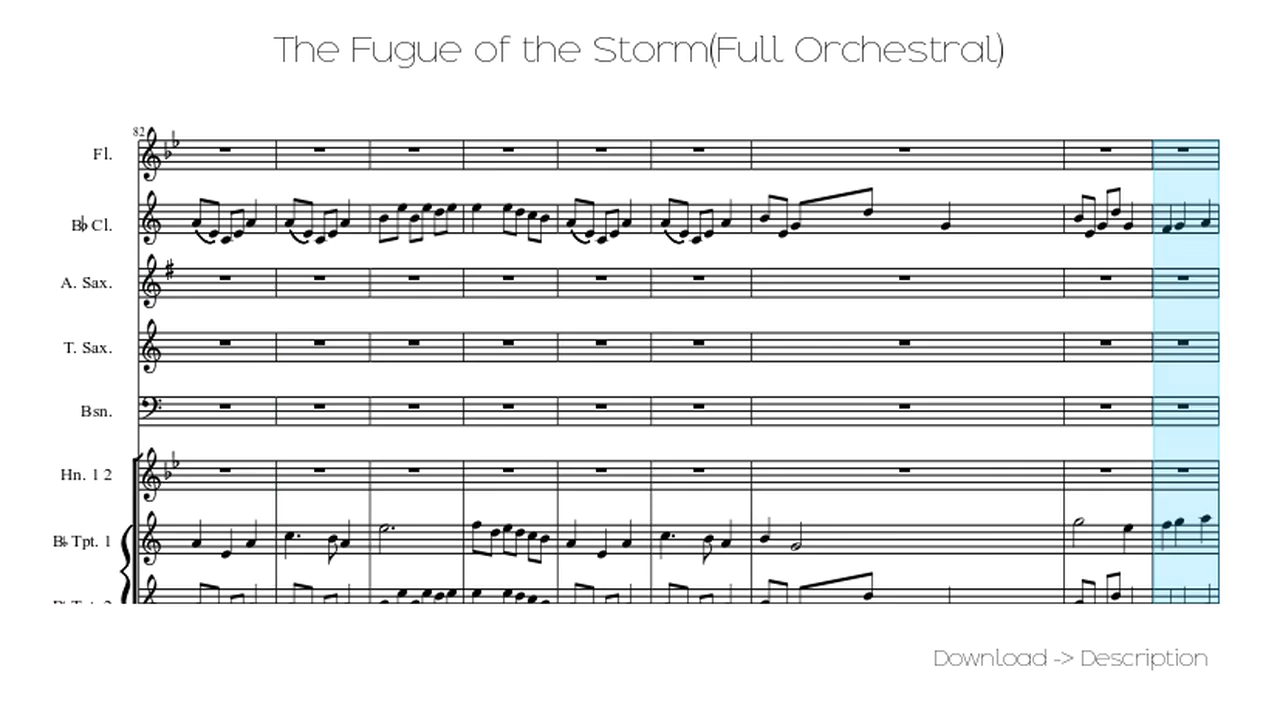 The Fugue of the Storm(Full Orchestral)
82
Fl.
B♭ Cl.
A. Sax.
T. Sax.
Bsn.
Hn. 1 2
B♭ Tpt. 1
Download -> Description